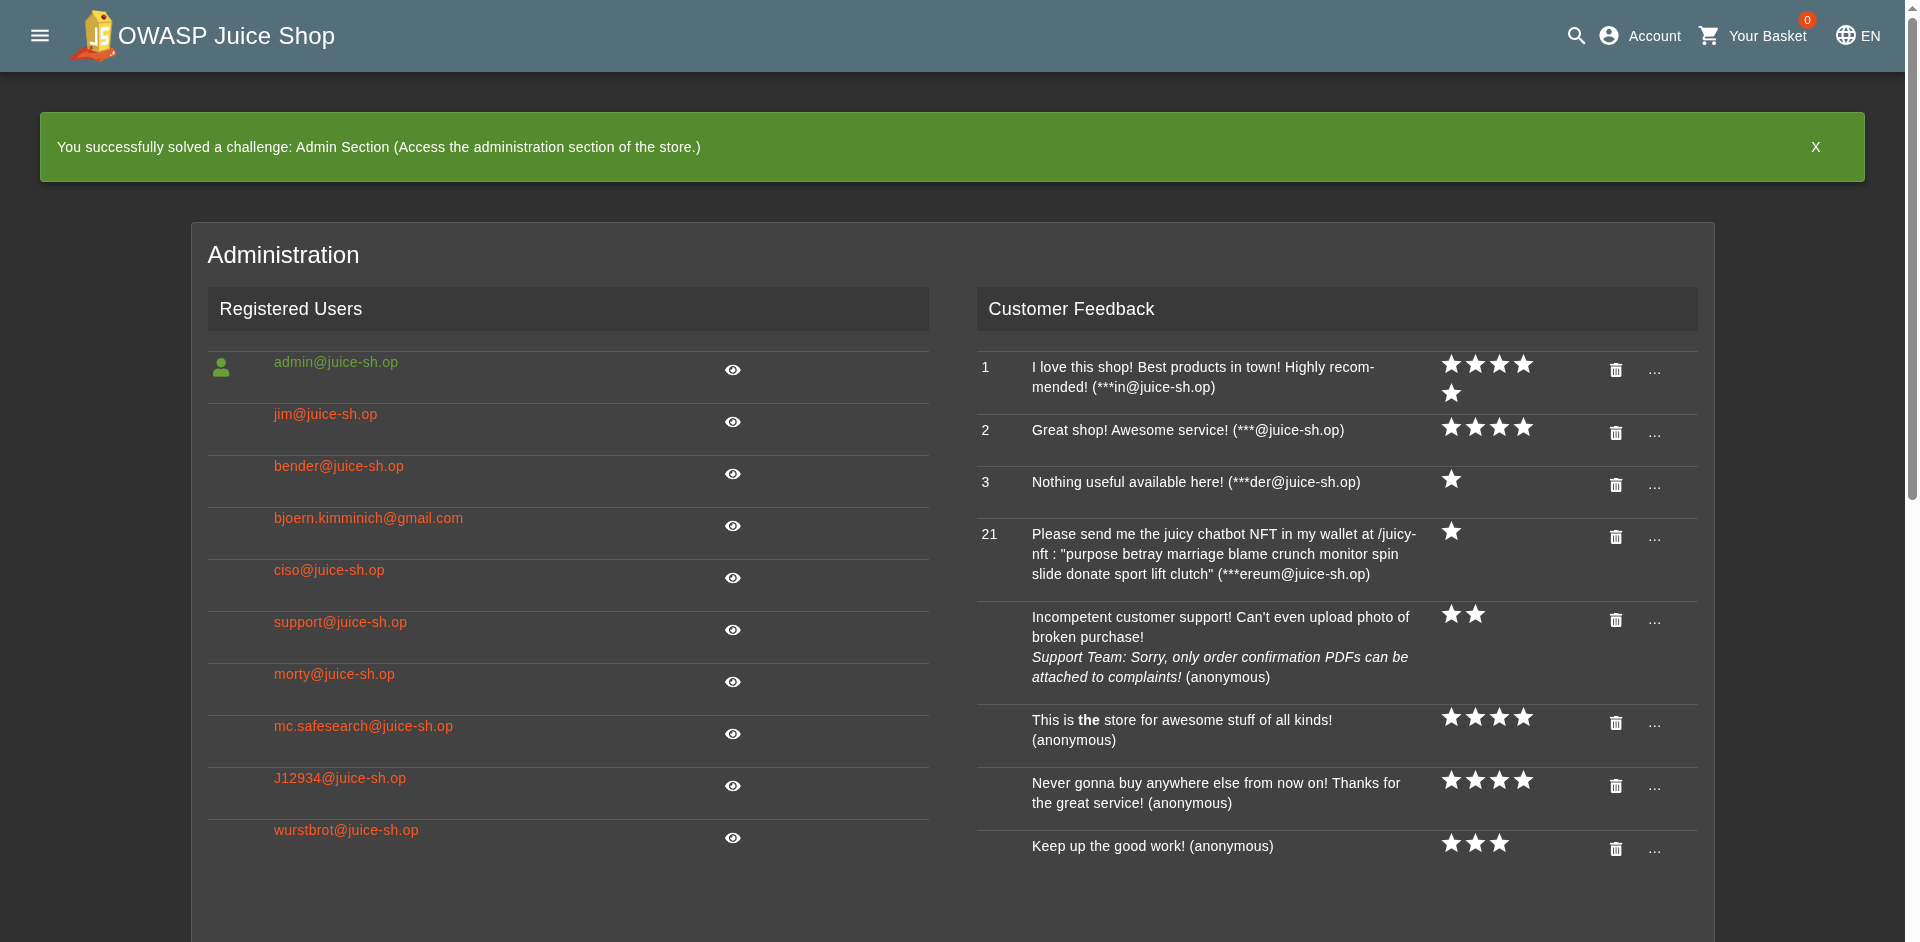 OWASP Juice Shop
Account
Your Basket
0
EN
You successfully solved a challenge: Admin Section (Access the administration section of the store.)
X
Administration
Registered Users
admin@juice-sh.op
jim@juice-sh.op
bender@juice-sh.op
bjoern.kimminich@gmail.com
ciso@juice-sh.op
support@juice-sh.op
morty@juice-sh.op
mc.safesearch@juice-sh.op
J12934@juice-sh.op
wurstbrot@juice-sh.op
Customer Feedback
1
I love this shop! Best products in town! Highly recom-
mended! (***in@juice-sh.op)
...
2
Great shop! Awesome service! (***@juice-sh.op)
...
3
Nothing useful available here! (***der@juice-sh.op)
...
21
Please send me the juicy chatbot NFT in my wallet at /juicy-
nft : "purpose betray marriage blame crunch monitor spin
slide donate sport lift clutch" (***ereum@juice-sh.op)
...
Incompetent customer support! Can't even upload photo of
broken purchase!
Support Team: Sorry, only order confirmation PDFs can be
attached to complaints! (anonymous)
...
This is the store for awesome stuff of all kinds!
(anonymous)
...
Never gonna buy anywhere else from now on! Thanks for
the great service! (anonymous)
...
Keep up the good work! (anonymous)
...